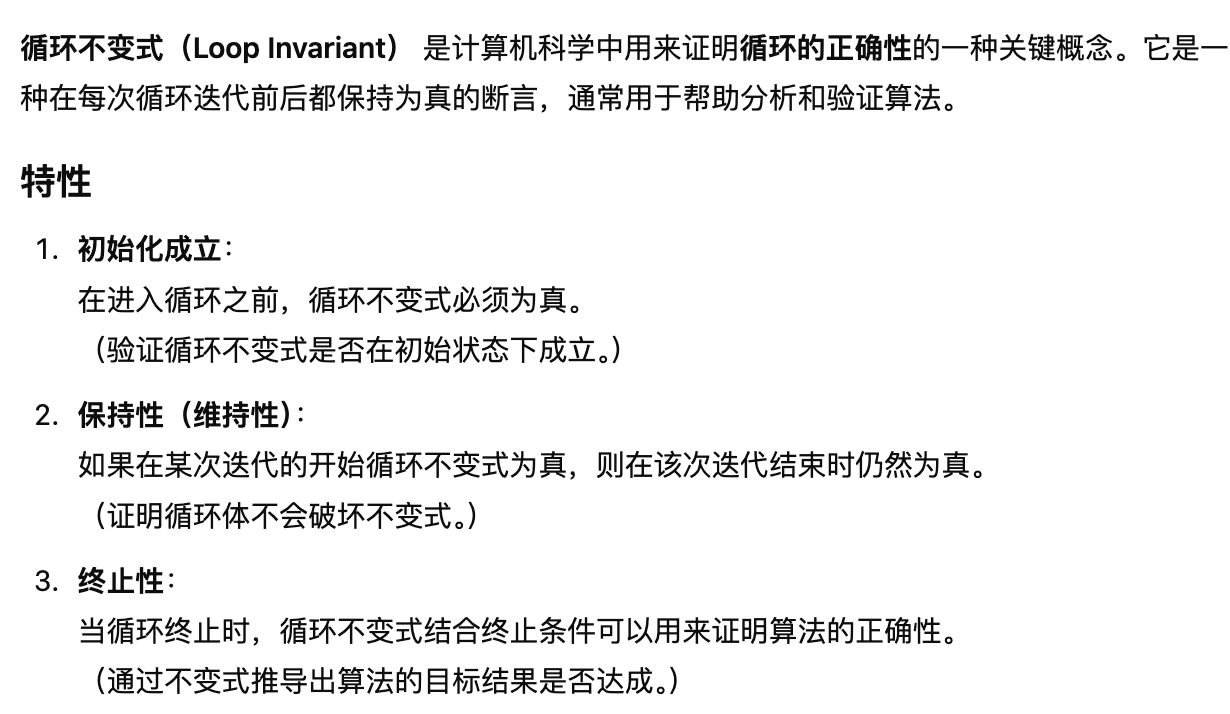 循环不变式（Loop Invariant） 是计算机科学中用来证明循环的正确性的一种关键概念。它是一
种在每次循环迭代前后都保持为真的断言，通常用于帮助分析和验证算法。
特性
1. 初始化成立：
在进入循环之前，循环不变式必须为真。
（验证循环不变式是否在初始状态下成立。）
2. 保持性（维持性）：
如果在某次迭代的开始循环不变式为真，则在该次迭代结束时仍然为真。
（证明循环体不会破坏不变式。）
3. 终止性：
当循环终止时，循环不变式结合终止条件可以用来证明算法的正确性。
（通过不变式推导出算法的目标结果是否达成。）